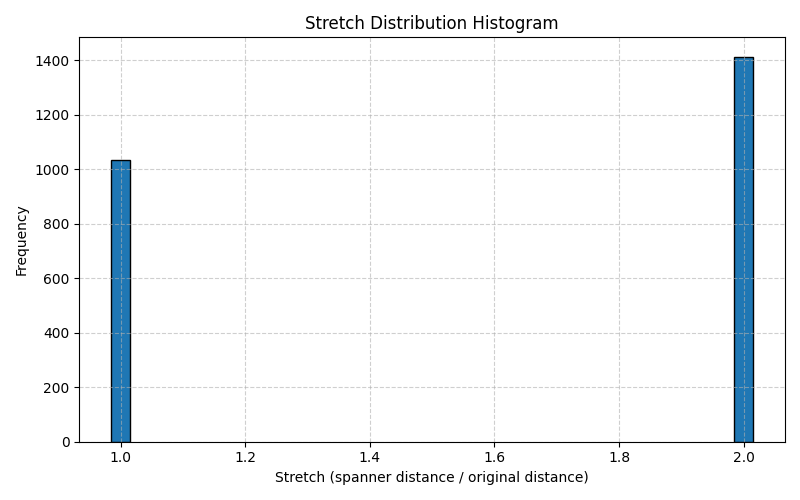 Stretch Distribution Histogram
1400
1200
1000
800
600
400
200
0
Frequency
1.0 1.2 1.4 1.6 1.8 2.0
Stretch (spanner distance / original distance)